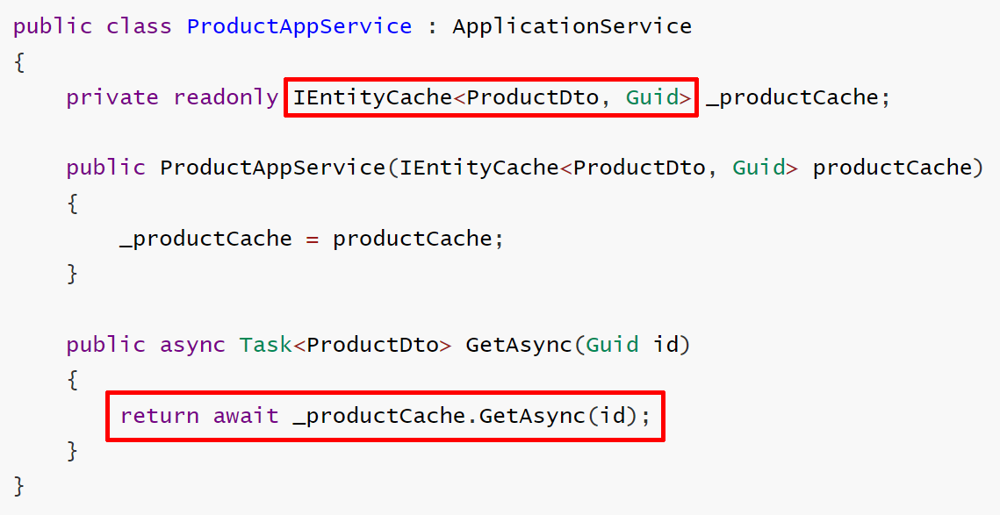 public class ProductAppService : ApplicationService
{
    private readonly IEntityCache<ProductDto, Guid> _productCache;

    public ProductAppService(IEntityCache<ProductDto, Guid> productCache)
    {
        _productCache = productCache;
    }

    public async Task<ProductDto> GetAsync(Guid id)
    {
        return await _productCache.GetAsync(id);
    }
}